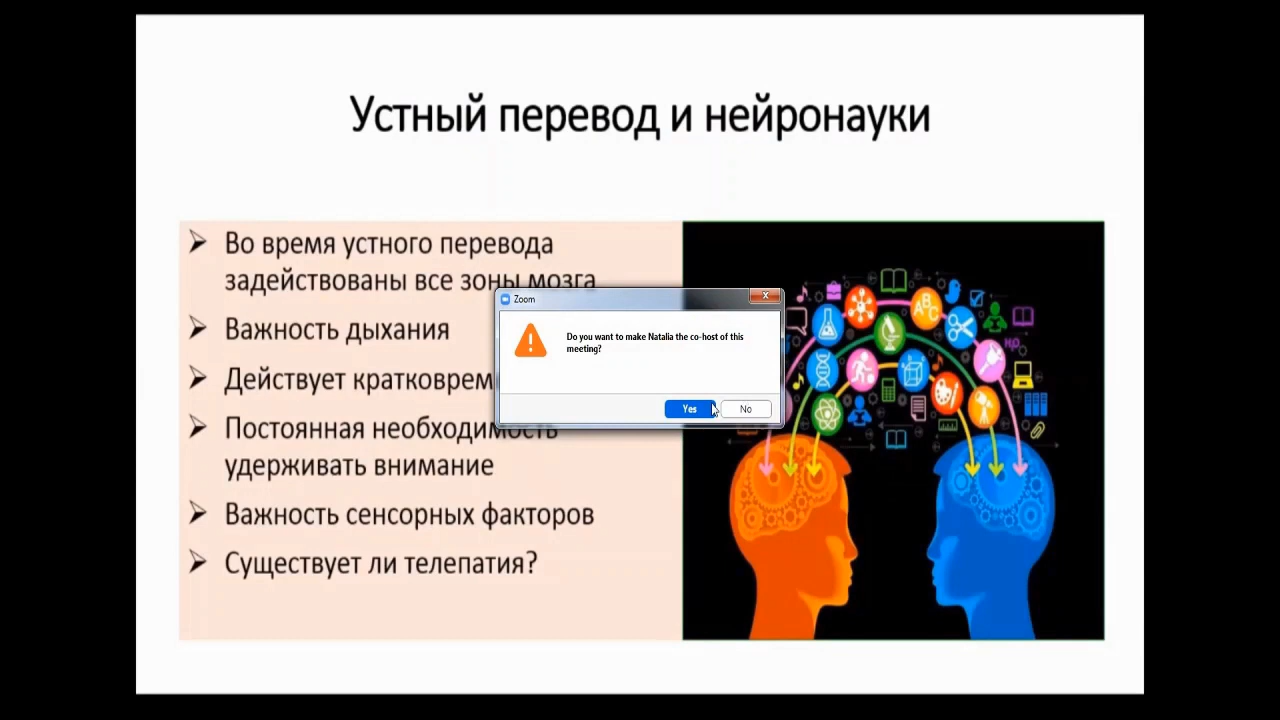 Устный перевод и нейронауки
Во время устного перевода
задействованы все зоны мозга
Важность дыхания
Действует кратковрем
Постоянная необходимость
удерживать внимание
Важность сенсорных факторов
Существует ли телепатия?
Zoom
Do you want to make Natalia the co-host of this
meeting?
Yes
No
A B C
H₂O